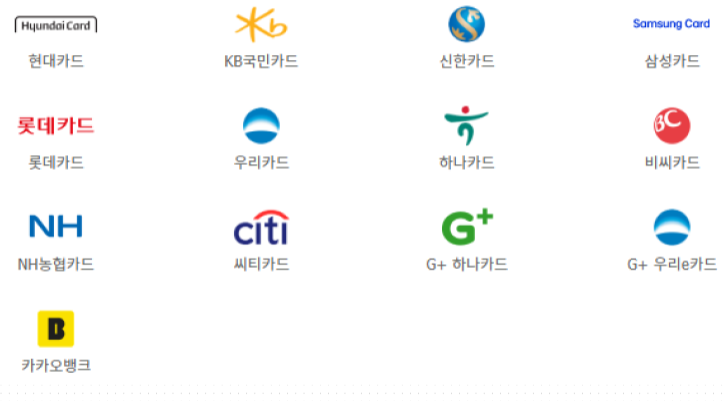 Hyundai Card
Kb
Samsung Card
현대카드
KB국민카드
신한카드
삼성카드
롯데카드
BC
롯데카드
우리카드
하나카드
비씨카드
NH
citi
G+
NH농협카드
씨티카드
G+ 하나카드
G+ 우리e카드
B
카카오뱅크